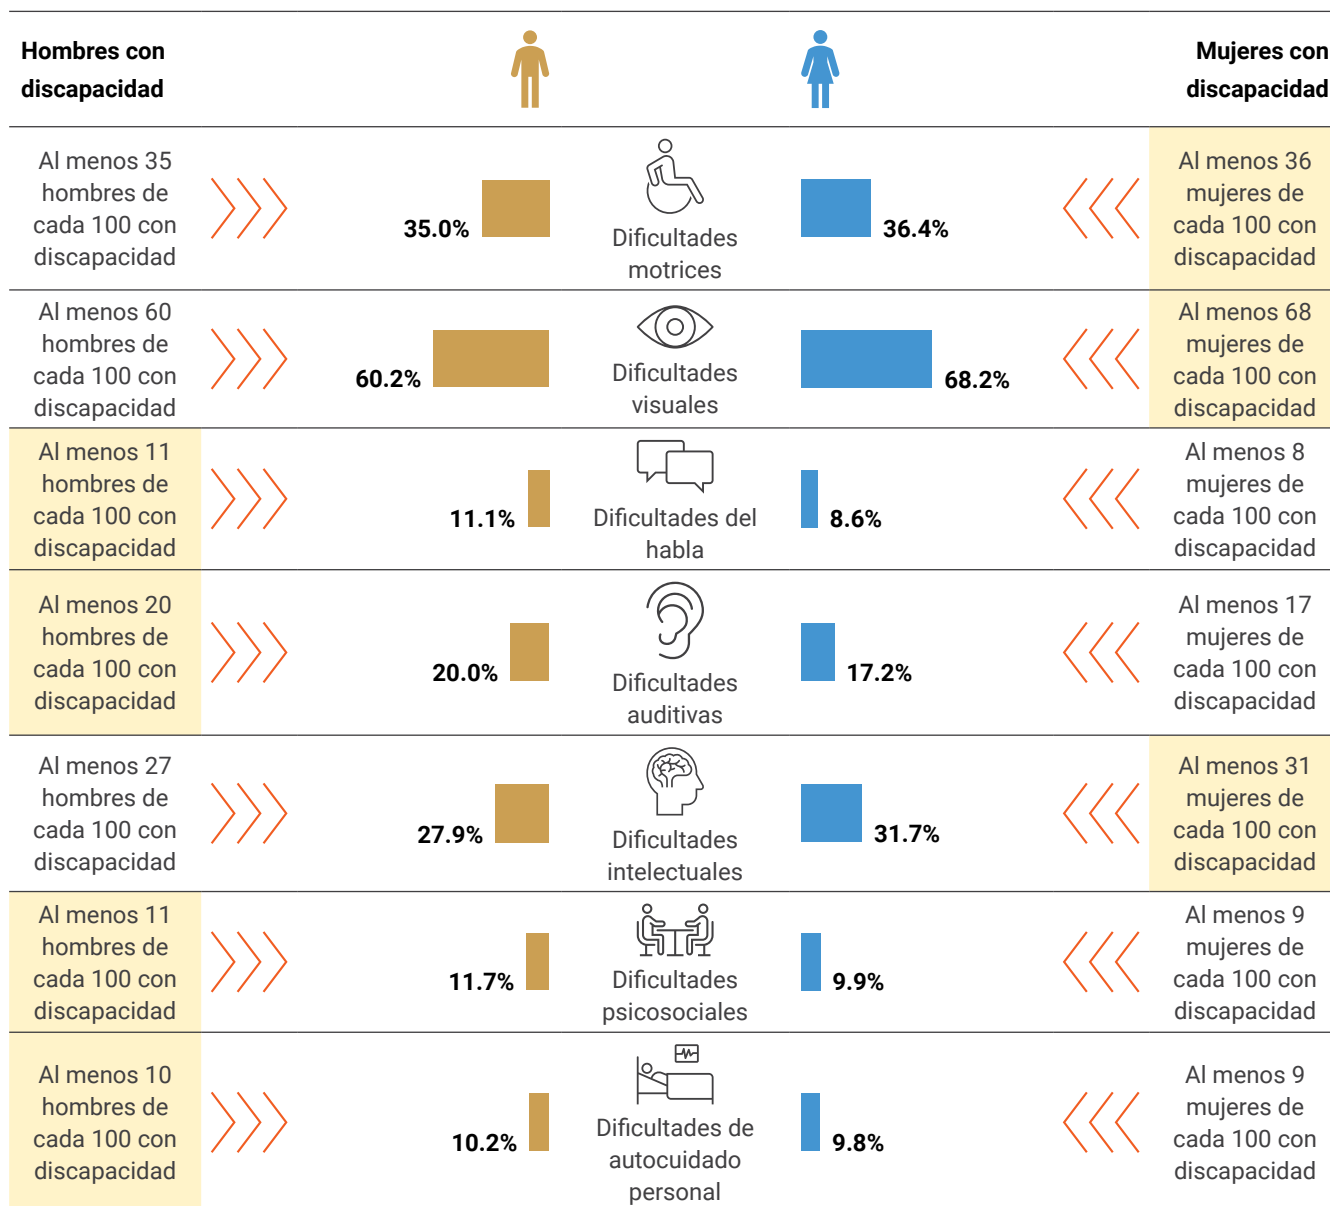 Hombres con
discapacidad
Mujeres con
discapacidad
Al menos 35
hombres de
cada 100 con
discapacidad
35.0%
Dificultades
motrices
36.4%
Al menos 36
mujeres de
cada 100 con
discapacidad
Al menos 60
hombres de
cada 100 con
discapacidad
60.2%
Dificultades
visuales
68.2%
Al menos 68
mujeres de
cada 100 con
discapacidad
Al menos 11
hombres de
cada 100 con
discapacidad
11.1%
Dificultades del
habla
8.6%
Al menos 8
mujeres de
cada 100 con
discapacidad
Al menos 20
hombres de
cada 100 con
discapacidad
20.0%
Dificultades
auditivas
17.2%
Al menos 17
mujeres de
cada 100 con
discapacidad
Al menos 27
hombres de
cada 100 con
discapacidad
27.9%
Dificultades
intelectuales
31.7%
Al menos 31
mujeres de
cada 100 con
discapacidad
Al menos 11
hombres de
cada 100 con
discapacidad
11.7%
Dificultades
psicosociales
9.9%
Al menos 9
mujeres de
cada 100 con
discapacidad
Al menos 10
hombres de
cada 100 con
discapacidad
10.2%
Dificultades de
autocuidado
personal
9.8%
Al menos 9
mujeres de
cada 100 con
discapacidad